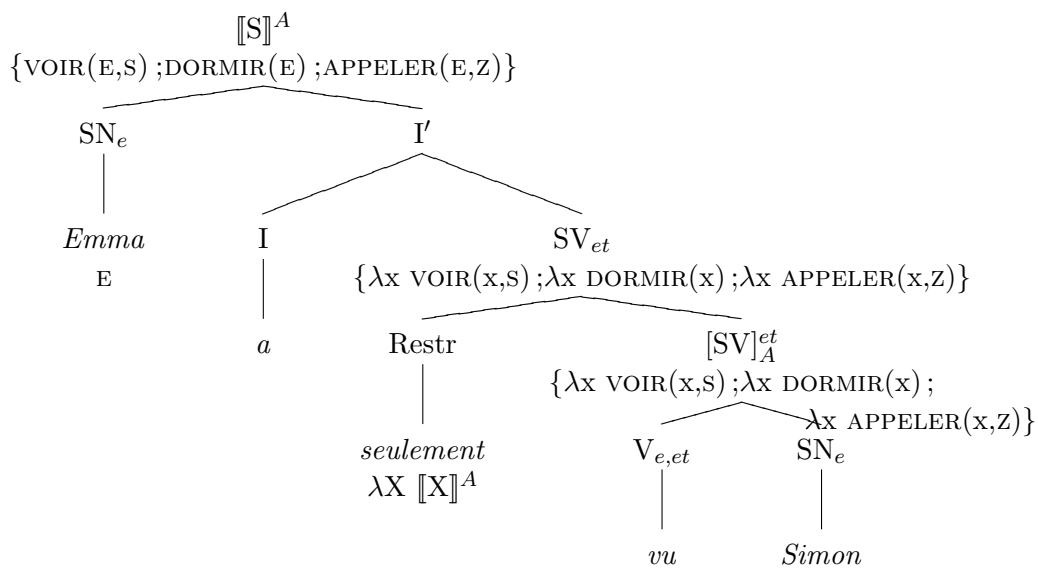 ⟦S⟧^A
{VOIR(E,S) ;DORMIR(E) ;APPELER(E,Z)}
SN_e I′
Emma I SV_et
E {λx VOIR(x,S) ;λx DORMIR(x) ;λx APPELER(x,Z)}
a Restr [SV]^et_A
{λx VOIR(x,S) ;λx DORMIR(x) ;
λx APPELER(x,Z)}
seulement V_e,et SN_e
λX ⟦X⟧^A
vu Simon